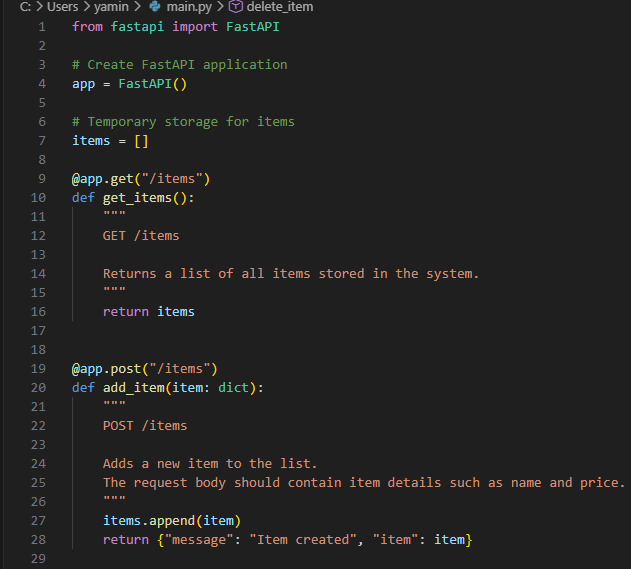 C: > Users > yamin > main.py > delete_item
1 from fastapi import FastAPI
2
3 # Create FastAPI application
4 app = FastAPI()
5
6 # Temporary storage for items
7 items = []
8
9 @app.get("/items")
10 def get_items():
11     """
12     GET /items
13
14     Returns a list of all items stored in the system.
15     """
16     return items
17
18
19 @app.post("/items")
20 def add_item(item: dict):
21     """
22     POST /items
23
24     Adds a new item to the list.
25     The request body should contain item details such as name and price.
26     """
27     items.append(item)
28     return {"message": "Item created", "item": item}
29